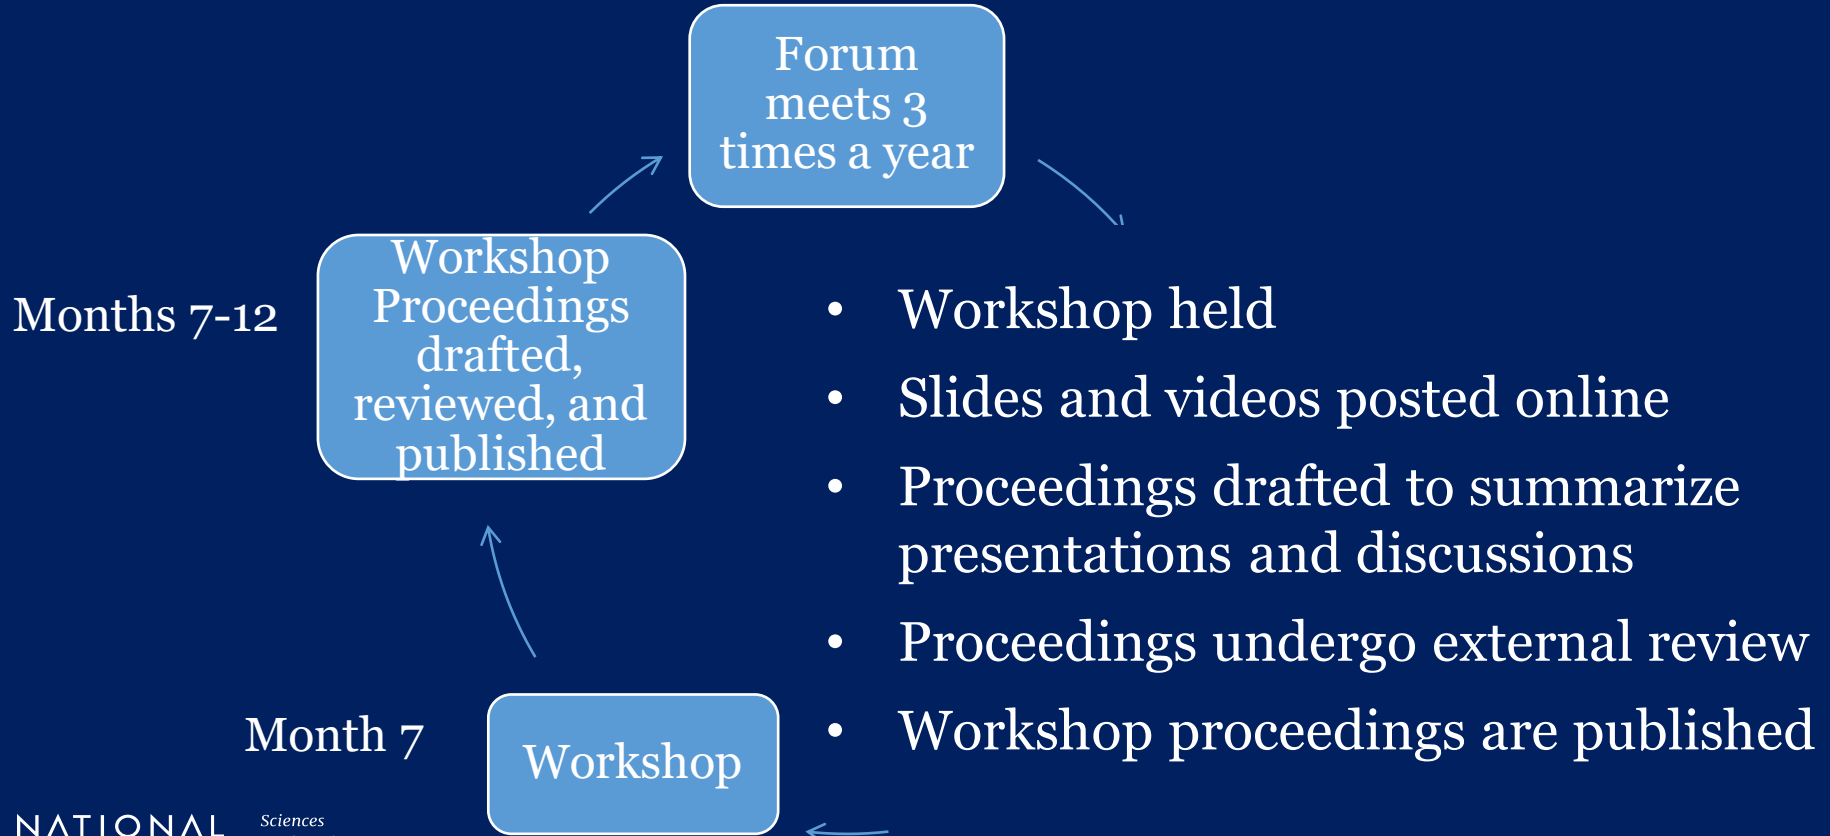 Forum
meets 3
times a year
Months 7-12
Workshop
Proceedings
drafted,
reviewed, and
published
• Workshop held
• Slides and videos posted online
• Proceedings drafted to summarize
presentations and discussions
• Proceedings undergo external review
• Workshop proceedings are published
Month 7
Workshop
NATIONAL
Sciences